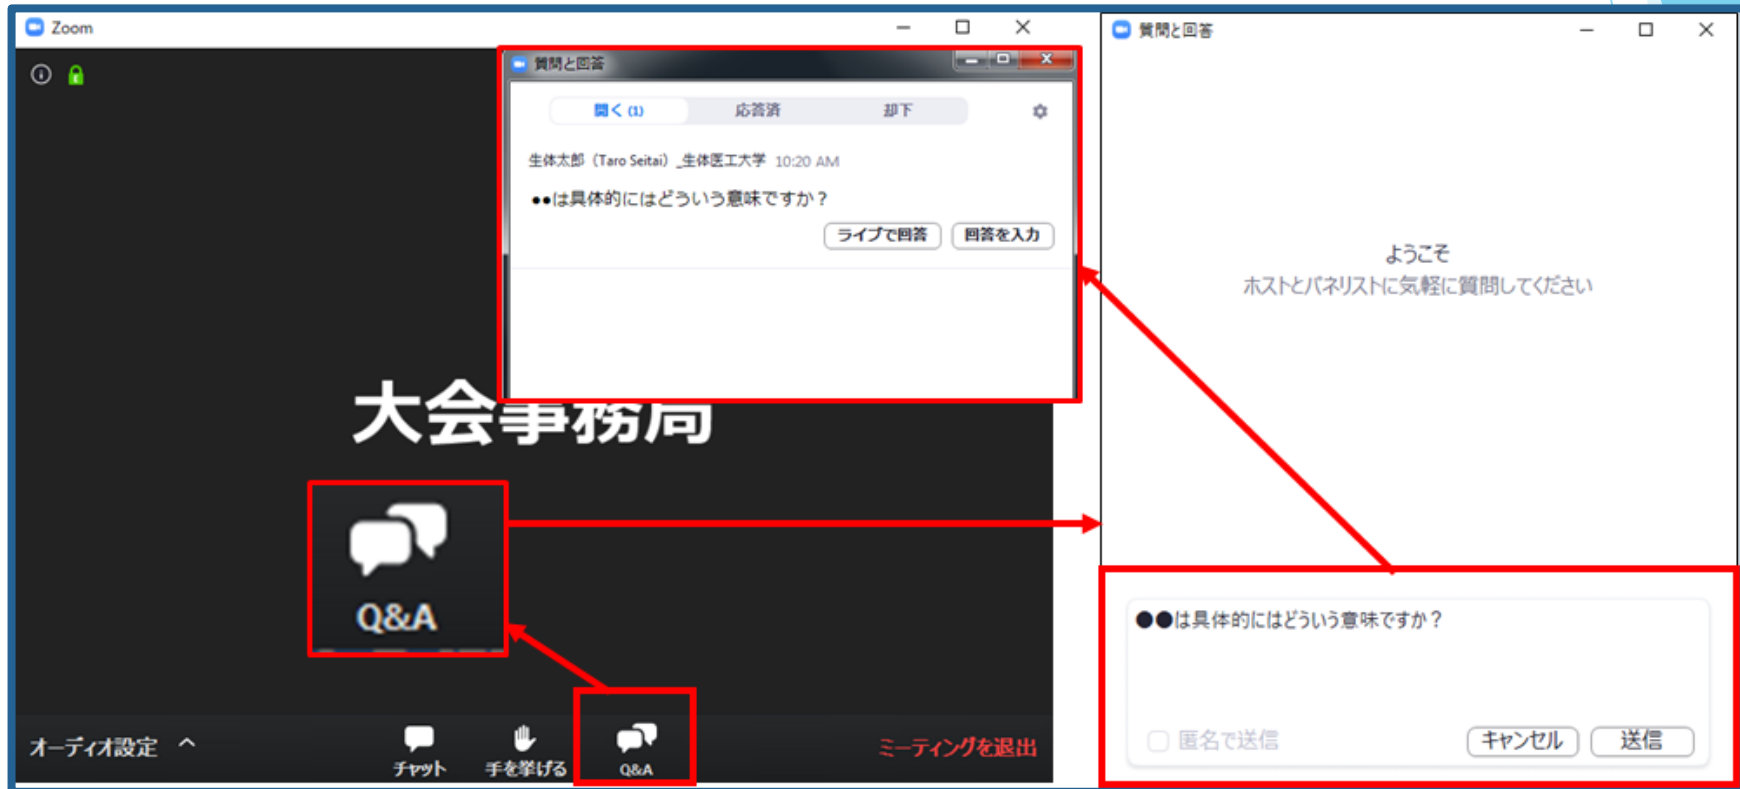 Zoom
質問と回答
開く (1)
応答済
却下
生体太郎（Taro Seitai）_生体医工大学 10:20 AM
●●は具体的にはどういう意味ですか？
ライブで回答
回答を入力
大会事務局
Q&A
オーディオ設定
チャット
手を挙げる
Q&A
ミーティングを退出
質問と回答
ようこそ
ホストとパネリストに気軽に質問してください
●●は具体的にはどういう意味ですか？
匿名で送信
キャンセル
送信